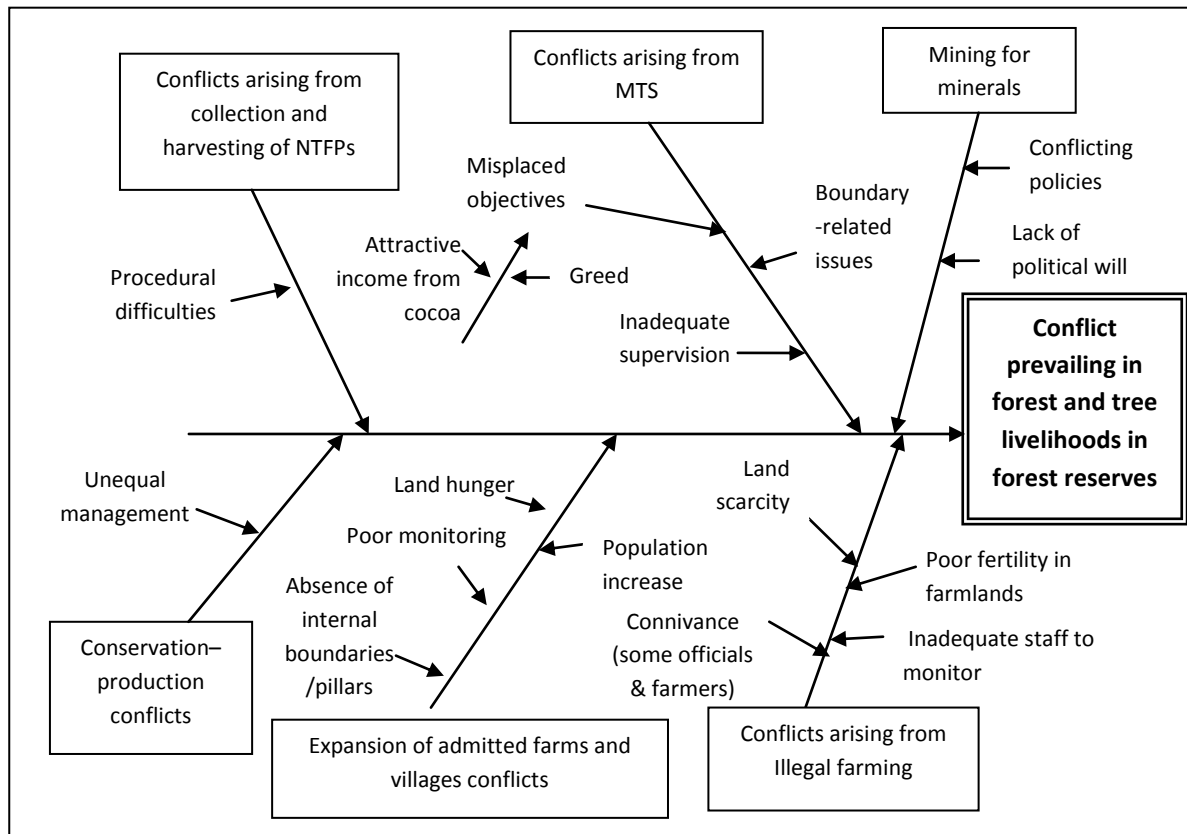 Conflicts arising from
collection and
harvesting of NTFPs
Conflicts arising from
MTS
Mining for
minerals
Procedural
difficulties
Attractive
income from
cocoa
Greed
Misplaced
objectives
Boundary
-related
issues
Inadequate
supervision
Conflicting
policies
Lack of
political will
Conflict
prevailing in
forest and tree
livelihoods in
forest reserves
Unequal
management
Conservation–
production
conflicts
Land hunger
Poor monitoring
Absence of
internal
boundaries
/pillars
Population
increase
Expansion of admitted farms and
villages conflicts
Land
scarcity
Poor fertility in
farmlands
Connivance
(some officials
& farmers)
Inadequate staff to
monitor
Conflicts arising from
Illegal farming